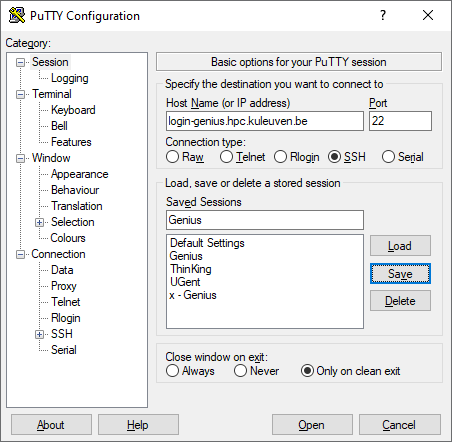 PuTTY Configuration
?
Category:
Session
Logging
Terminal
Keyboard
Bell
Features
Window
Appearance
Behaviour
Translation
Selection
Colours
Connection
Data
Proxy
Telnet
Rlogin
SSH
Serial
Basic options for your PuTTY session
Specify the destination you want to connect to
Host Name (or IP address) Port
login-genius.hpc.kuleuven.be 22
Connection type:
Raw Telnet Rlogin SSH Serial
Load, save or delete a stored session
Saved Sessions
Genius
Default Settings
Genius
ThinKing
UGent
x - Genius
Load
Save
Delete
Close window on exit:
Always Never Only on clean exit
About Help Open Cancel